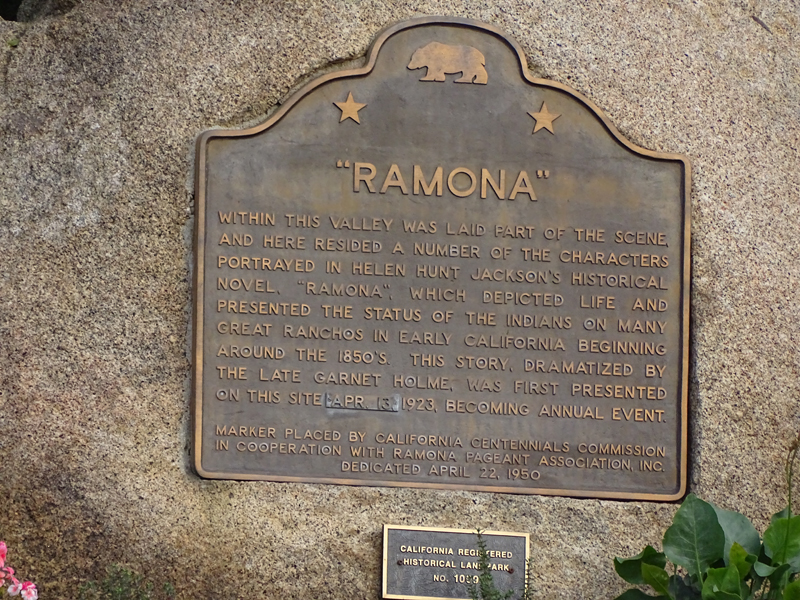 "RAMONA"
WITHIN THIS VALLEY WAS LAID PART OF THE SCENE,
AND HERE RESIDED A NUMBER OF THE CHARACTERS
PORTRAYED IN HELEN HUNT JACKSON'S HISTORICAL
NOVEL, "RAMONA", WHICH DEPICTED LIFE AND
PRESENTED THE STATUS OF THE INDIANS ON MANY
GREAT RANCHOS IN EARLY CALIFORNIA BEGINNING
AROUND THE 1850'S. THIS STORY, DRAMATIZED BY
THE LATE GARNET HOLME, WAS FIRST PRESENTED
ON THIS SITE APR. 13, 1923, BECOMING ANNUAL EVENT.
MARKER PLACED BY CALIFORNIA CENTENNIALS COMMISSION
IN COOPERATION WITH RAMONA PAGEANT ASSOCIATION, INC.
DEDICATED APRIL 22, 1950
CALIFORNIA REGISTERED
HISTORICAL LANDMARK
NO.